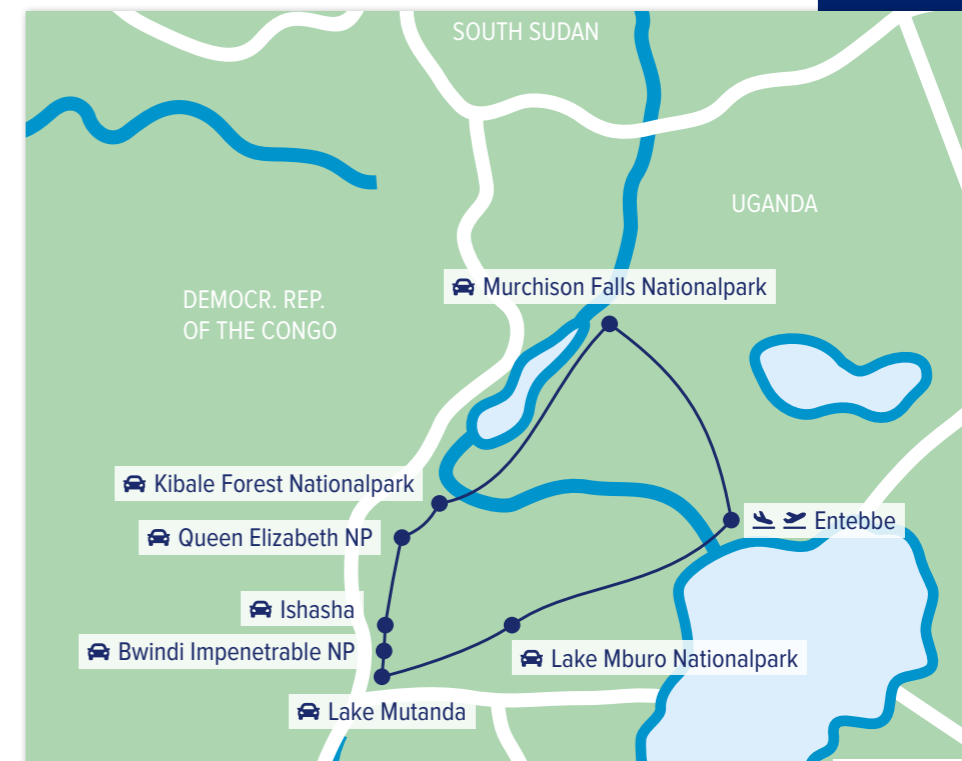 SOUTH SUDAN
UGANDA
Murchison Falls Nationalpark
DEMOCR. REP.
OF THE CONGO
Kibale Forest Nationalpark
Entebbe
Queen Elizabeth NP
Ishasha
Bwindi Impenetrable NP
Lake Mburo Nationalpark
Lake Mutanda